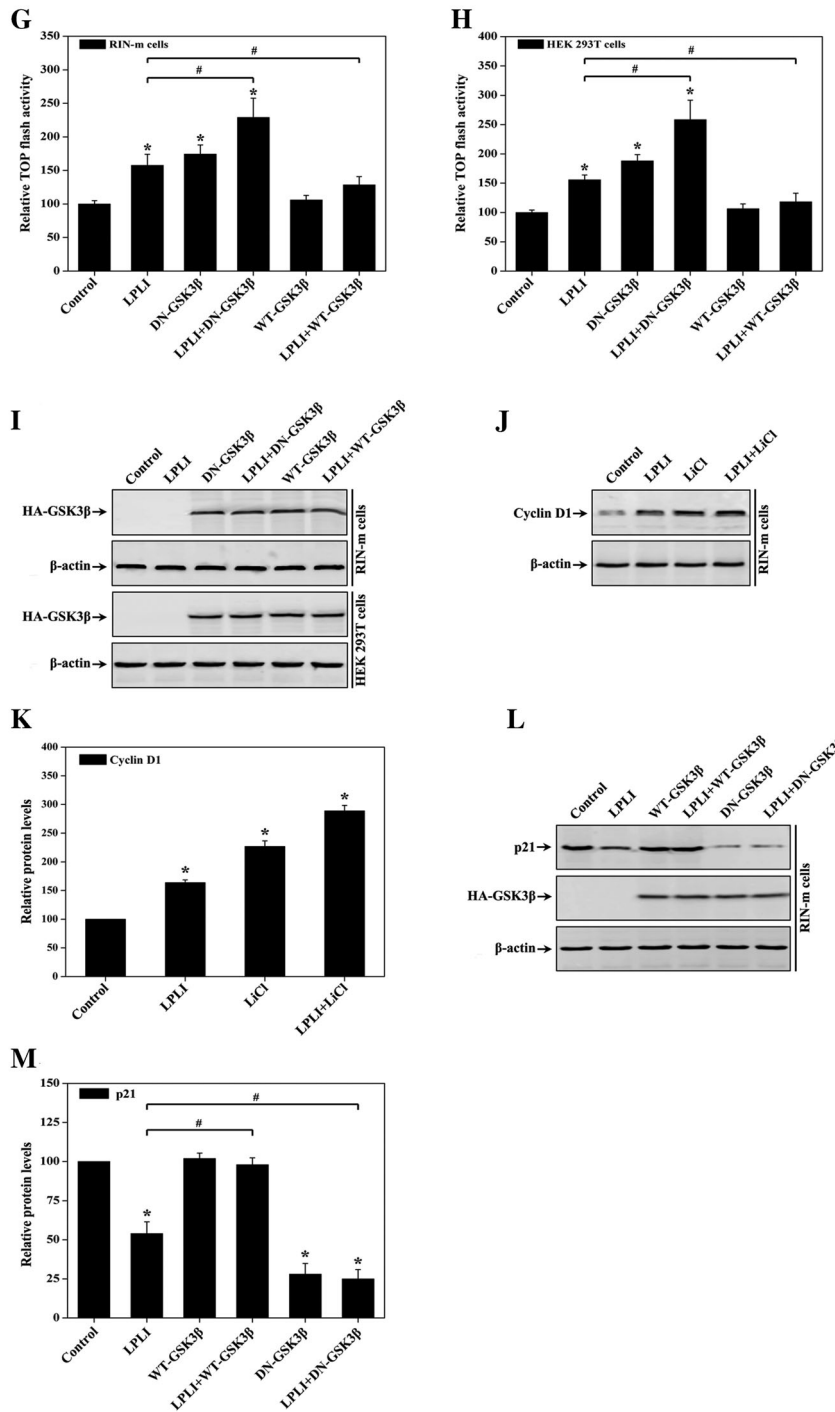 G
RIN-m cells
#
#
Relative TOP flash activity
350
300
250
200
150
100
50
0
*
*
*
Control
LPLI
DN-GSK3β
LPLI+DN-GSK3β
WT-GSK3β
LPLI+WT-GSK3β
H
HEK 293T cells
#
#
Relative TOP flash activity
400
350
300
250
200
150
100
50
0
*
*
*
Control
LPLI
DN-GSK3β
LPLI+DN-GSK3β
WT-GSK3β
LPLI+WT-GSK3β
I
Control
LPLI
DN-GSK3β
LPLI+DN-GSK3β
WT-GSK3β
LPLI+WT-GSK3β
HA-GSK3β→
β-actin→
RIN-m cells
HA-GSK3β→
β-actin→
HEK 293T cells
J
Control
LPLI
LiCl
LPLI+LiCl
Cyclin D1→
β-actin→
RIN-m cells
K
Cyclin D1
Relative protein levels
400
350
300
250
200
150
100
50
0
*
*
*
Control
LPLI
LiCl
LPLI+LiCl
L
Control
LPLI
WT-GSK3β
LPLI+WT-GSK3β
DN-GSK3β
LPLI+DN-GSK3β
p21→
HA-GSK3β→
β-actin→
RIN-m cells
M
p21
#
#
Relative protein levels
150
125
100
75
50
25
0
*
*
*
Control
LPLI
WT-GSK3β
LPLI+WT-GSK3β
DN-GSK3β
LPLI+DN-GSK3β